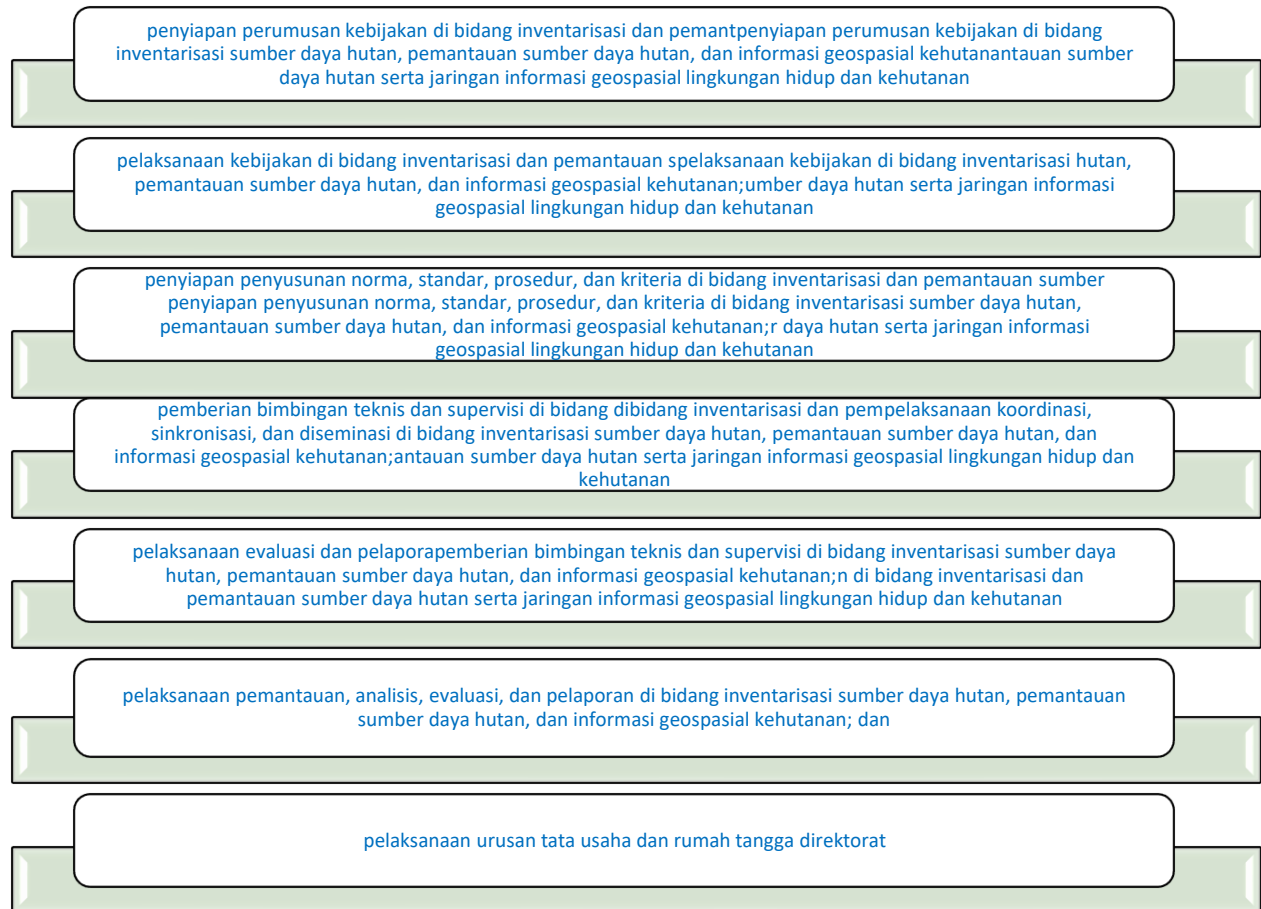 penyiapan perumusan kebijakan di bidang inventarisasi dan pemantpenyiapan perumusan kebijakan di bidang
inventarisasi sumber daya hutan, pemantauan sumber daya hutan, dan informasi geospasial kehutanantauan sumber
daya hutan serta jaringan informasi geospasial lingkungan hidup dan kehutanan
pelaksanaan kebijakan di bidang inventarisasi dan pemantauan spelaksanaan kebijakan di bidang inventarisasi hutan,
pemantauan sumber daya hutan, dan informasi geospasial kehutanan;umber daya hutan serta jaringan informasi
geospasial lingkungan hidup dan kehutanan
penyiapan penyusunan norma, standar, prosedur, dan kriteria di bidang inventarisasi dan pemantauan sumber
penyiapan penyusunan norma, standar, prosedur, dan kriteria di bidang inventarisasi sumber daya hutan,
pemantauan sumber daya hutan, dan informasi geospasial kehutanan;r daya hutan serta jaringan informasi
geospasial lingkungan hidup dan kehutanan
pemberian bimbingan teknis dan supervisi di bidang dibidang inventarisasi dan pempelaksanaan koordinasi,
sinkronisasi, dan diseminasi di bidang inventarisasi sumber daya hutan, pemantauan sumber daya hutan, dan
informasi geospasial kehutanan;antauan sumber daya hutan serta jaringan informasi geospasial lingkungan hidup dan
kehutanan
pelaksanaan evaluasi dan pelaporapemberian bimbingan teknis dan supervisi di bidang inventarisasi sumber daya
hutan, pemantauan sumber daya hutan, dan informasi geospasial kehutanan;n di bidang inventarisasi dan
pemantauan sumber daya hutan serta jaringan informasi geospasial lingkungan hidup dan kehutanan
pelaksanaan pemantauan, analisis, evaluasi, dan pelaporan di bidang inventarisasi sumber daya hutan, pemantauan
sumber daya hutan, dan informasi geospasial kehutanan; dan
pelaksanaan urusan tata usaha dan rumah tangga direktorat